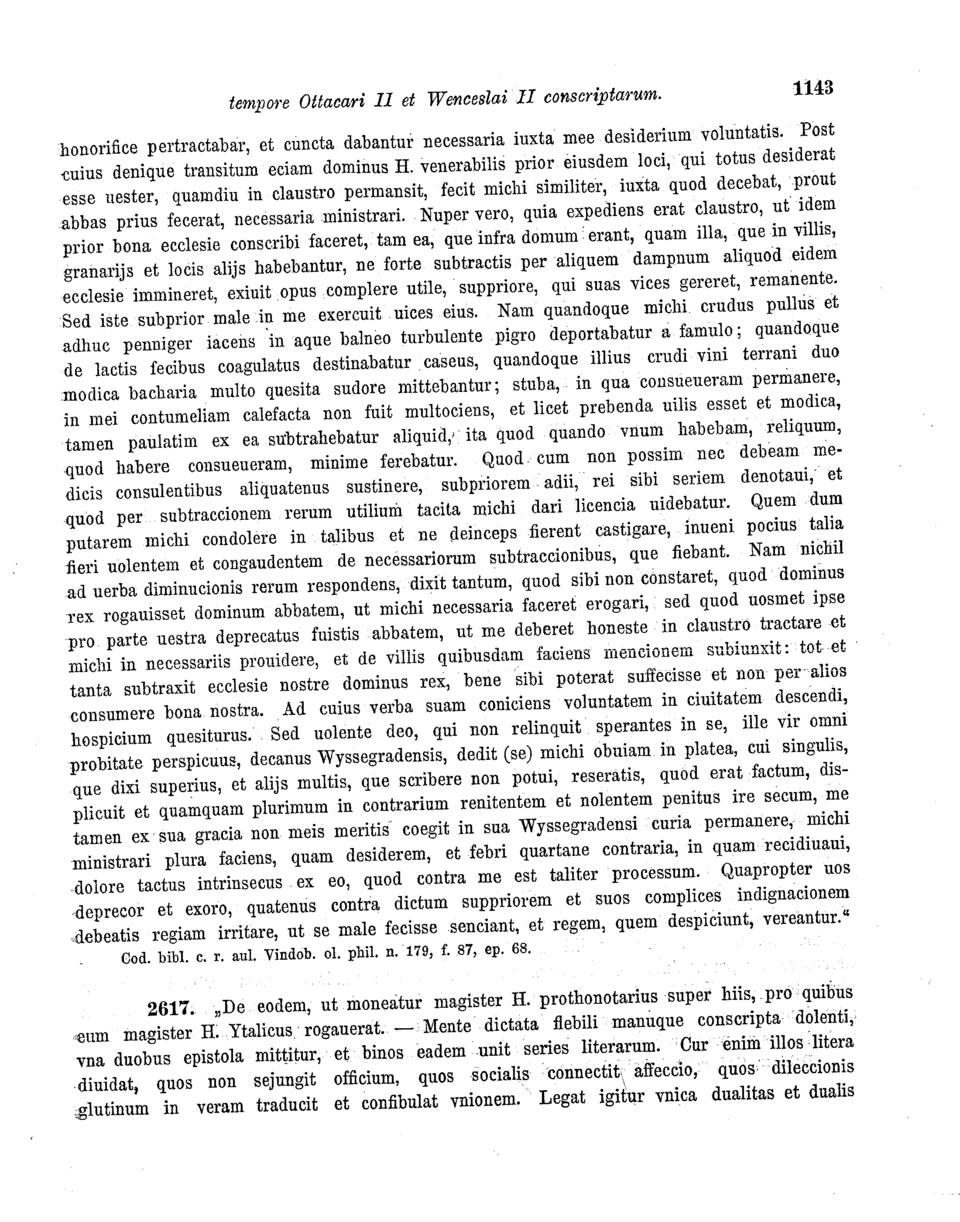 tempore Ottacari II et Wenceslai II conscriptarum. 1143
honorifice pertractabar, et cuncta dabantur necessaria iuxta mee desiderium voluntatis. Post
cuius denique transitum eciam dominus H. venerabilis prior eiusdem loci, qui totus desiderat
esse uester, quamdiu in claustro permansit, fecit michi similiter, iuxta quod decebat, prout
abbas prius fecerat, necessaria ministrari. Nuper vero, quia expediens erat claustro, ut idem
prior bona ecclesie conscribi faceret, tam ea, que infra domum erant, quam illa, que in villis,
granarijs et locis alijs habebantur, ne forte subtractis per aliquem dampnum aliquod eidem
ecclesie immineret, exiuit opus complere utile, suppriore, qui suas vices gereret, remanente.
Sed iste subprior male in me exercuit uices eius. Nam quandoque michi crudus pullus et
adhuc penniger iacens in aque balneo turbulente pigro deportabatur a famulo; quandoque
de lactis fecibus coagulatus destinabatur caseus, quandoque illius crudi vini terrani duo
modica bacharia multo quesita sudore mittebantur; stuba, in qua consueueram permanere,
in mei contumeliam calefacta non fuit multociens, et licet prebenda uilis esset et modica,
tamen paulatim ex ea subtrahebatur aliquid, ita quod quando vnum habebam, reliquum,
quod habere consueueram, minime ferebatur. Quod cum non possim nec debeam me-
dicis consulentibus aliquatenus sustinere, subpriorem adii, rei sibi seriem denotaui, et
quod per subtraccionem rerum utilium tacita michi dari licencia uidebatur. Quem dum
putarem michi condolere in talibus et ne deinceps fierent castigare, inueni pocius talia
fieri uolentem et congaudentem de necessariorum subtraccionibus, que fiebant. Nam nichil
ad uerba diminucionis rerum respondens, dixit tantum, quod sibi non constaret, quod dominus
rex rogauisset dominum abbatem, ut michi necessaria faceret erogari, sed quod uosmet ipse
pro parte uestra deprecatus fuistis abbatem, ut me deberet honeste in claustro tractare et
michi in necessariis prouidere, et de villis quibusdam faciens mencionem subiunxit: tot et
tanta subtraxit ecclesie nostre dominus rex, bene sibi poterat suffecisse et non per alios
consumere bona nostra. Ad cuius verba suam coniciens voluntatem in ciuitatem descendi,
hospicium quesiturus. Sed uolente deo, qui non relinquit sperantes in se, ille vir omni
probitate perspicuus, decanus Wyssegradensis, dedit (se) michi obuiam in platea, cui singulis,
que dixi superius, et alijs multis, que scribere non potui, reseratis, quod erat factum, dis-
plicuit et quamquam plurimum in contrarium renitentem et nolentem penitus ire secum, me
tamen ex sua gracia non meis meritis coegit in sua Wyssegradensi curia permanere, michi
ministrari plura faciens, quam desiderem, et febri quartane contraria, in quam recidiuaui,
dolore tactus intrinsecus ex eo, quod contra me est taliter processum. Quapropter uos
deprecor et exoro, quatenus contra dictum suppriorem et suos complices indignacionem
debeatis regiam irritare, ut se male fecisse senciant, et regem, quem despiciunt, vereantur.“
Cod. bibl. c. r. aul. Vindob. ol. phil. n. 179, f. 87, ep. 68.
2617. „De eodem, ut moneatur magister H. prothonotarius super hiis, pro quibus
eum magister H. Ytalicus rogauerat. — Mente dictata flebili manuque conscripta dolenti,
vna duobus epistola mittitur, et binos eadem unit series literarum. Cur enim illos litera
diuidat, quos non sejungit officium, quos socialis connectit affeccio, quos dileccionis
glutinum in veram traducit et confibulat vnionem. Legat igitur vnica dualitas et dualis